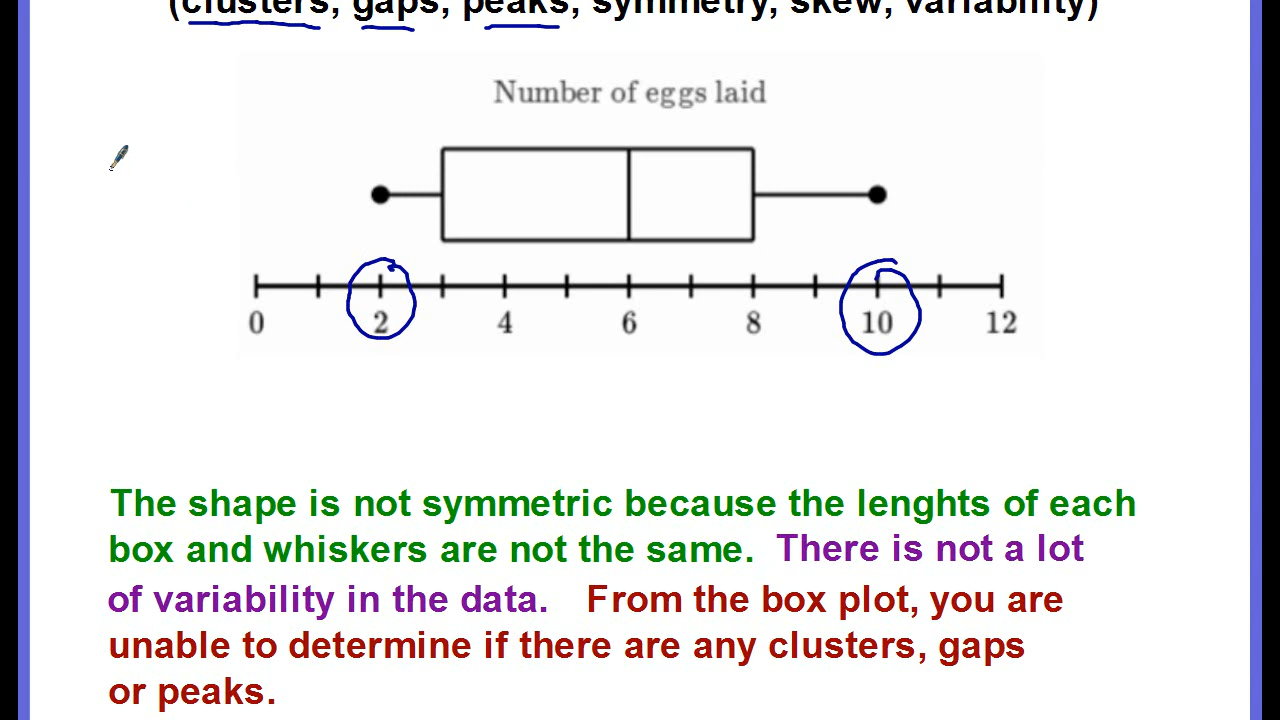 (clusters, gaps, peaks, symmetry, skew, variability)
Number of eggs laid
0 2 4 6 8 10 12
The shape is not symmetric because the lenghts of each
box and whiskers are not the same. There is not a lot
of variability in the data. From the box plot, you are
unable to determine if there are any clusters, gaps
or peaks.